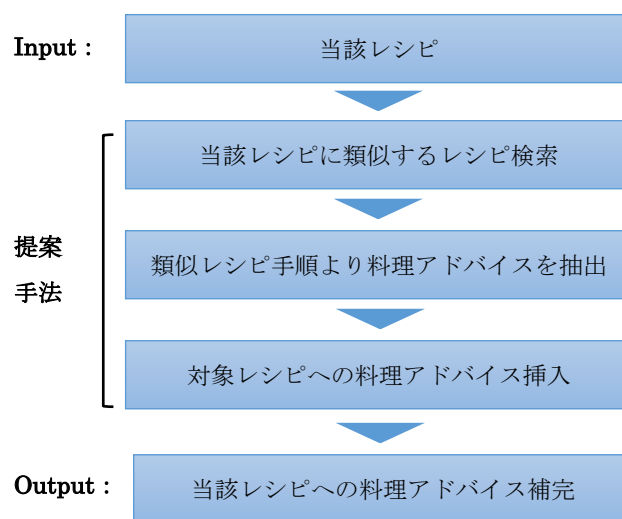 Input :
当該レシピ
当該レシピに類似するレシピ検索
提案
手法
類似レシピ手順より料理アドバイスを抽出
対象レシピへの料理アドバイス挿入
Output :
当該レシピへの料理アドバイス補完